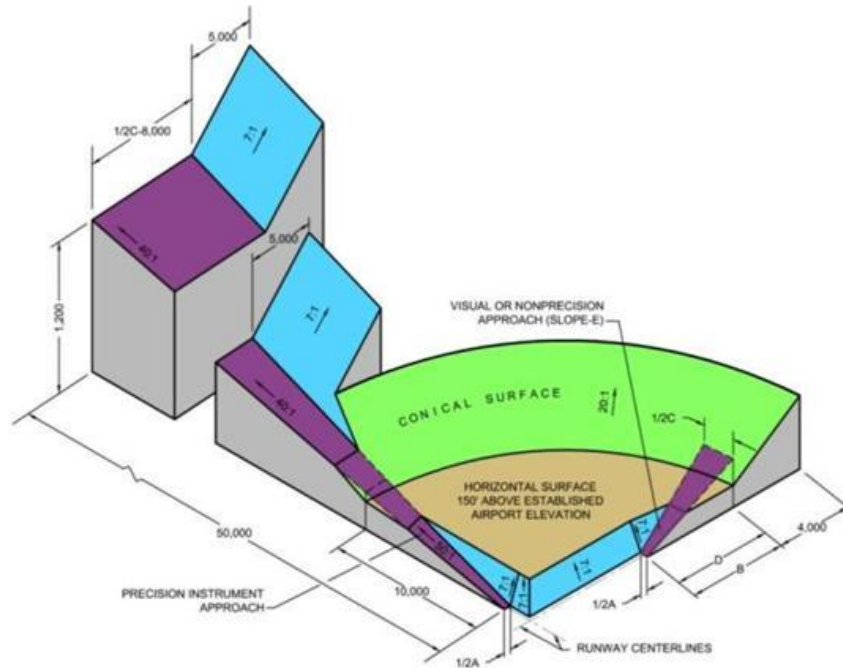 5,000
1/2C-8,000
7:1
40:1
1,200
5,000
7:1
40:1
VISUAL OR NONPRECISION
APPROACH (SLOPE-E)
CONICAL SURFACE
20:1
1/2C
HORIZONTAL SURFACE
150' ABOVE ESTABLISHED
AIRPORT ELEVATION
7:1
4,000
50,000
50:1
D
B
PRECISION INSTRUMENT
APPROACH
10,000
7:1
7:1
7:1
1/2A
1/2A
RUNWAY CENTERLINES